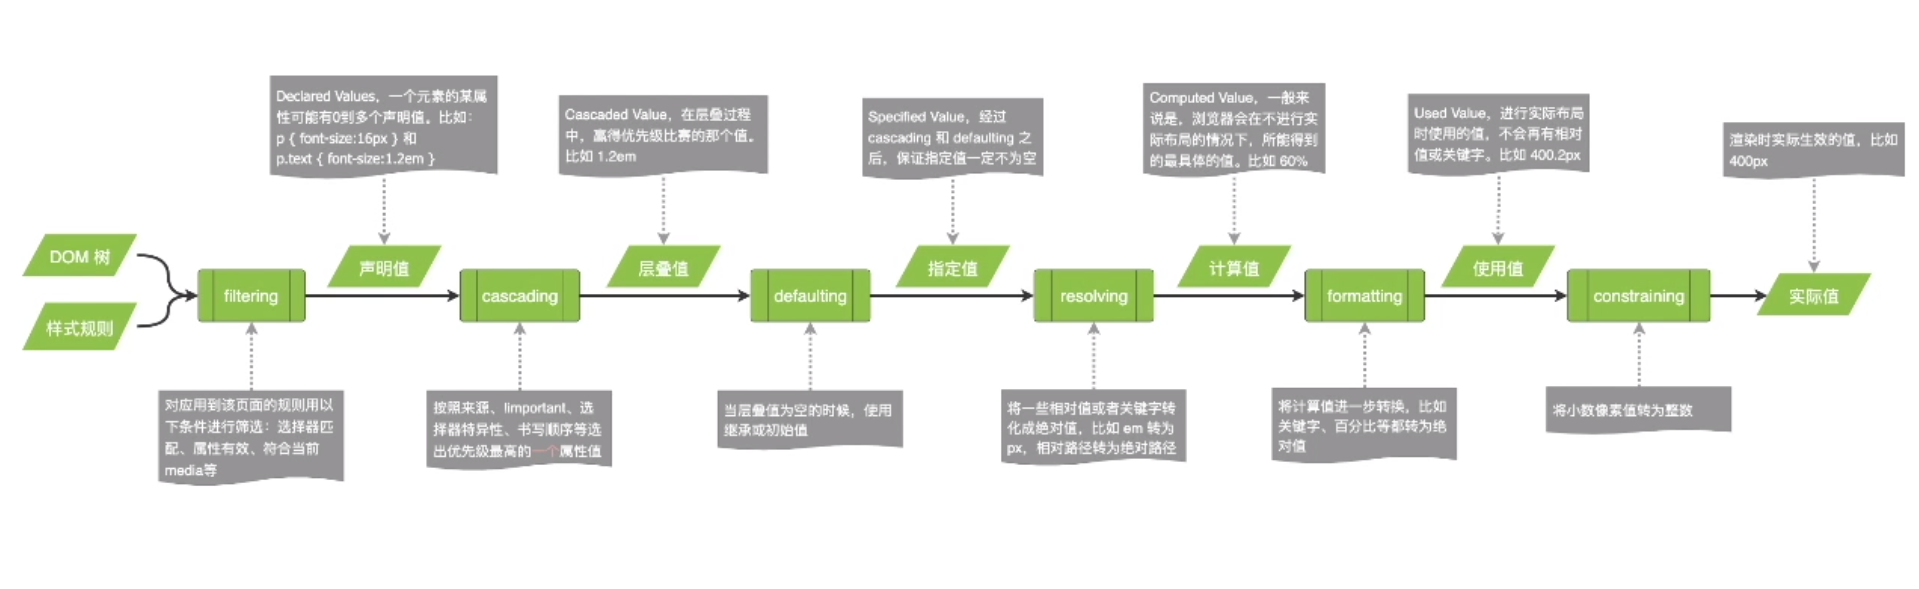 Declared Values，一个元素的某属
性可能有0到多个声明值。比如：
p { font-size:16px } 和
p.text { font-size:1.2em }
Cascaded Value，在层叠过程
中，赢得优先级比赛的那个值。
比如 1.2em
Specified Value，经过
cascading 和 defaulting 之
后，保证指定值一定不为空
Computed Value，一般来
说是，浏览器会在不进行实
际布局的情况下，所能得到
的最具体的值。比如 60%
Used Value，进行实际布局
时使用的值，不会再有相对
值或关键字。比如 400.2px
渲染时实际生效的值，比如
400px
DOM 树
样式规则
filtering
声明值
cascading
层叠值
defaulting
指定值
resolving
计算值
formatting
使用值
constraining
实际值
对应用到该页面的规则用以
下条件进行筛选：选择器匹
配、属性有效、符合当前
media等
按照来源、!important、选
择器特异性、书写顺序等选
出优先级最高的一个属性值
当层叠值为空的时候，使用
继承或初始值
将一些相对值或者关键字转
化成绝对值，比如 em 转为
px，相对路径转为绝对路径
将计算值进一步转换，比如
关键字、百分比等都转为绝
对值
将小数像素值转为整数